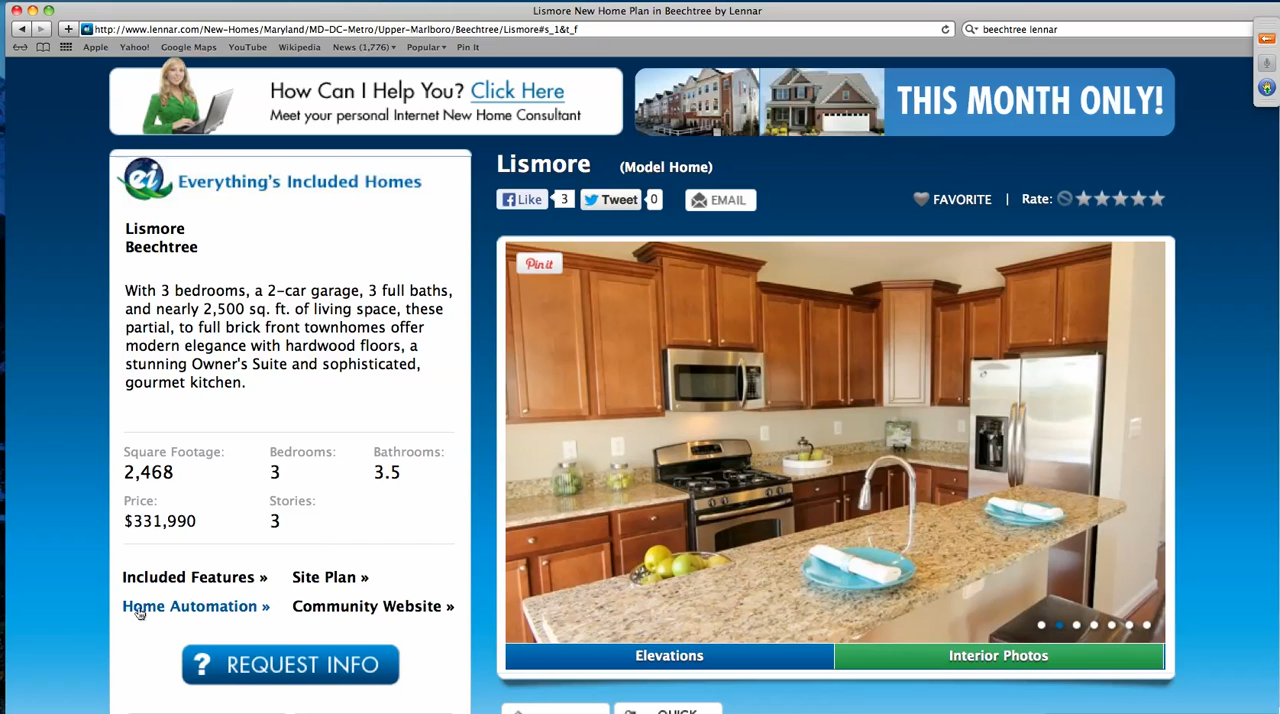 Lismore New Home Plan in Beechtree by Lennar
http://www.lennar.com/New-Homes/Maryland/MD-DC-Metro/Upper-Marlboro/Beechtree/Lismore#s_1&t_f
beechtree lennar
Apple Yahoo! Google Maps YouTube Wikipedia News (1,776) Popular Pin It
How Can I Help You? Click Here
Meet your personal Internet New Home Consultant
THIS MONTH ONLY!
ei Everything's Included Homes
Lismore (Model Home)
Like 3 Tweet 0 EMAIL
FAVORITE | Rate:
Lismore
Beechtree
With 3 bedrooms, a 2-car garage, 3 full baths,
and nearly 2,500 sq. ft. of living space, these
partial, to full brick front townhomes offer
modern elegance with hardwood floors, a
stunning Owner's Suite and sophisticated,
gourmet kitchen.
Square Footage: Bedrooms: Bathrooms:
2,468 3 3.5
Price: Stories:
$331,990 3
Included Features » Site Plan »
Home Automation » Community Website »
? REQUEST INFO
Pin it
Elevations Interior Photos
QUICK